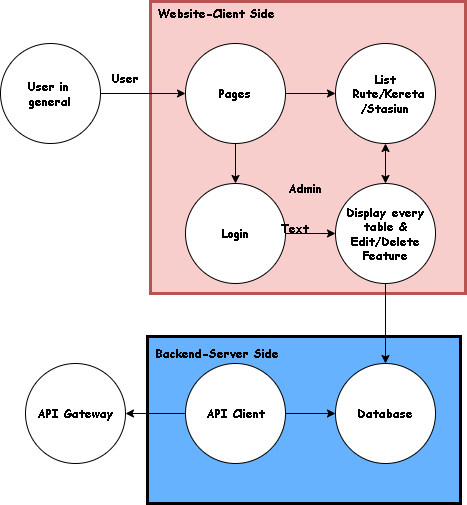 Website-Client Side
User in
general
User
Pages
List
Rute/Kereta
/Stasiun
Login
Admin
Text
Display every
table &
Edit/Delete
Feature
Backend-Server Side
API Gateway
API Client
Database